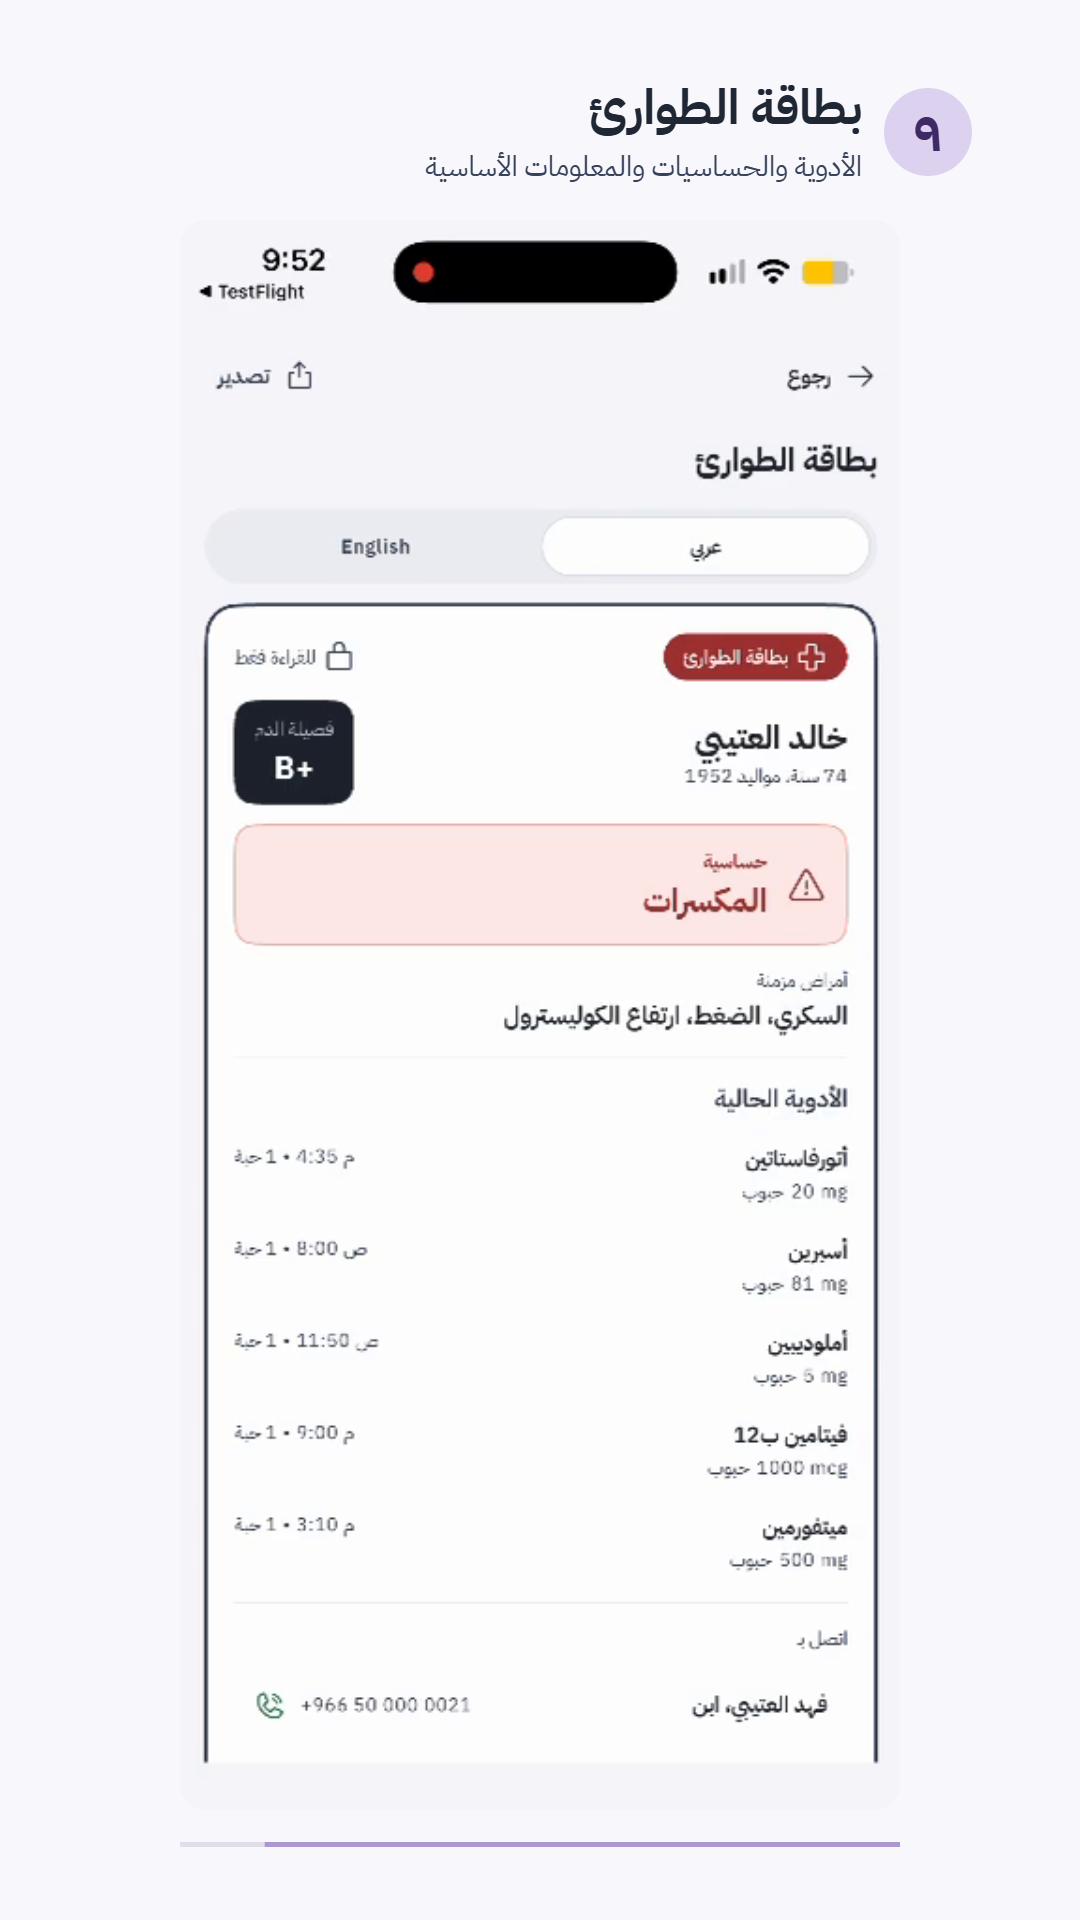 ٩
بطاقة الطوارئ
الأدوية والحساسيات والمعلومات الأساسية
9:52
◀ TestFlight
رجوع
تصدير
بطاقة الطوارئ
عربي
English
بطاقة الطوارئ
للقراءة فقط
خالد العتيبي
74 سنة، مواليد 1952
فصيلة الدم
B+
حساسية
المكسرات
أمراض مزمنة
السكري، الضغط، ارتفاع الكوليسترول
الأدوية الحالية
أتورفاستاتين
20 mg حبوب
م 4:35 • 1 حبة
أسبرين
81 mg حبوب
ص 8:00 • 1 حبة
أملوديبين
5 mg حبوب
ص 11:50 • 1 حبة
فيتامين ب12
1000 mcg حبوب
م 9:00 • 1 حبة
ميتفورمين
500 mg حبوب
م 3:10 • 1 حبة
اتصل بـ
فهد العتيبي، ابن
+966 50 000 0021